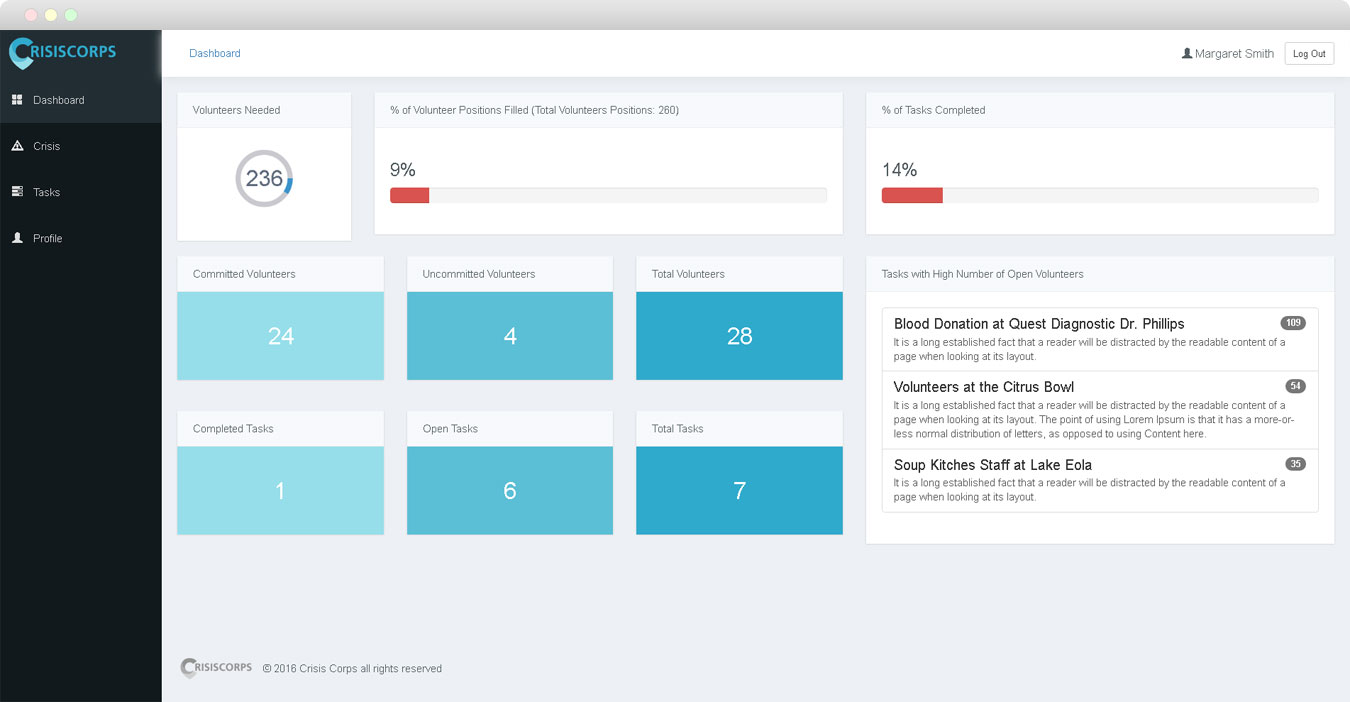 CRISISCORPS
Dashboard
Margaret Smith
Log Out
Dashboard
Crisis
Tasks
Profile
Volunteers Needed
236
% of Volunteer Positions Filled (Total Volunteers Positions: 260)
9%
% of Tasks Completed
14%
Committed Volunteers
24
Uncommitted Volunteers
4
Total Volunteers
28
Completed Tasks
1
Open Tasks
6
Total Tasks
7
Tasks with High Number of Open Volunteers
Blood Donation at Quest Diagnostic Dr. Phillips 109
It is a long established fact that a reader will be distracted by the readable content of a
page when looking at its layout.
Volunteers at the Citrus Bowl 54
It is a long established fact that a reader will be distracted by the readable content of a
page when looking at its layout. The point of using Lorem Ipsum is that it has a more-or-
less normal distribution of letters, as opposed to using Content here.
Soup Kitches Staff at Lake Eola 35
It is a long established fact that a reader will be distracted by the readable content of a
page when looking at its layout.
CRISISCORPS © 2016 Crisis Corps all rights reserved